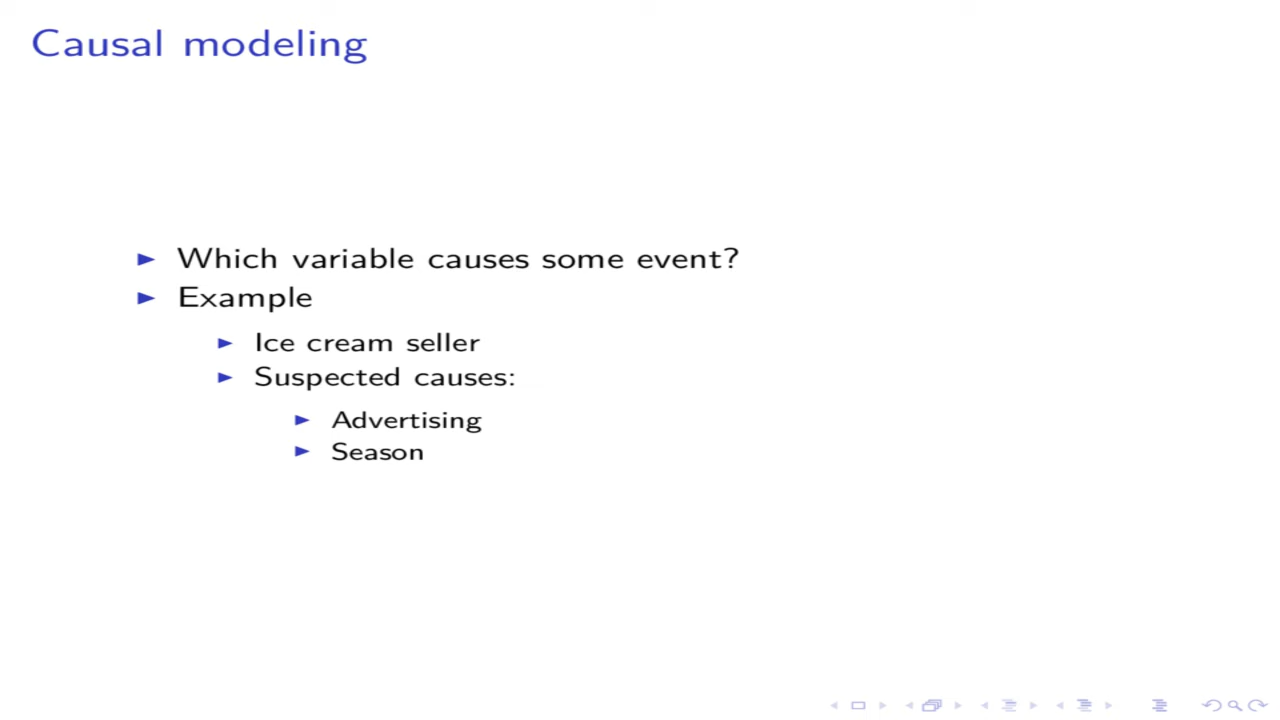 Causal modeling
Which variable causes some event?
Example
Ice cream seller
Suspected causes:
Advertising
Season